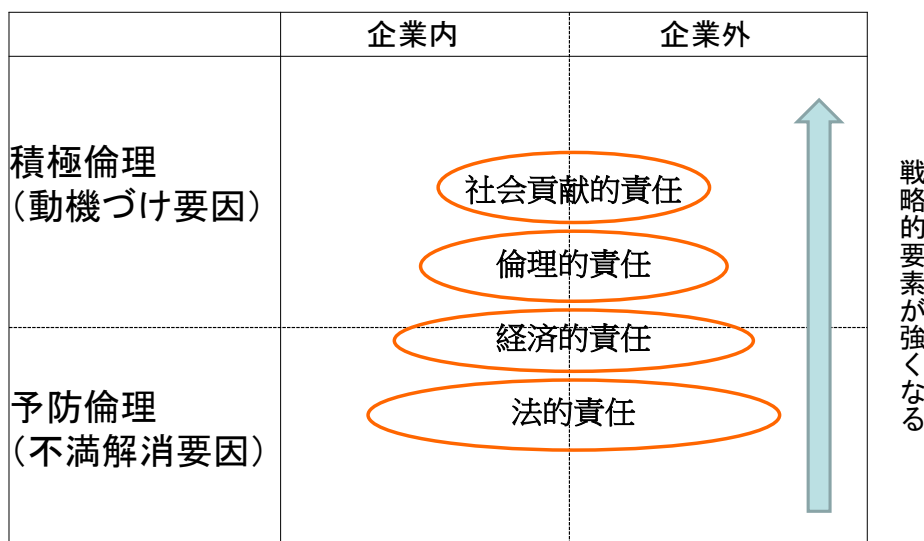 企業内
企業外
積極倫理
（動機づけ要因）
社会貢献的責任
倫理的責任
経済的責任
予防倫理
（不満解消要因）
法的責任
戦略的要素が強くなる